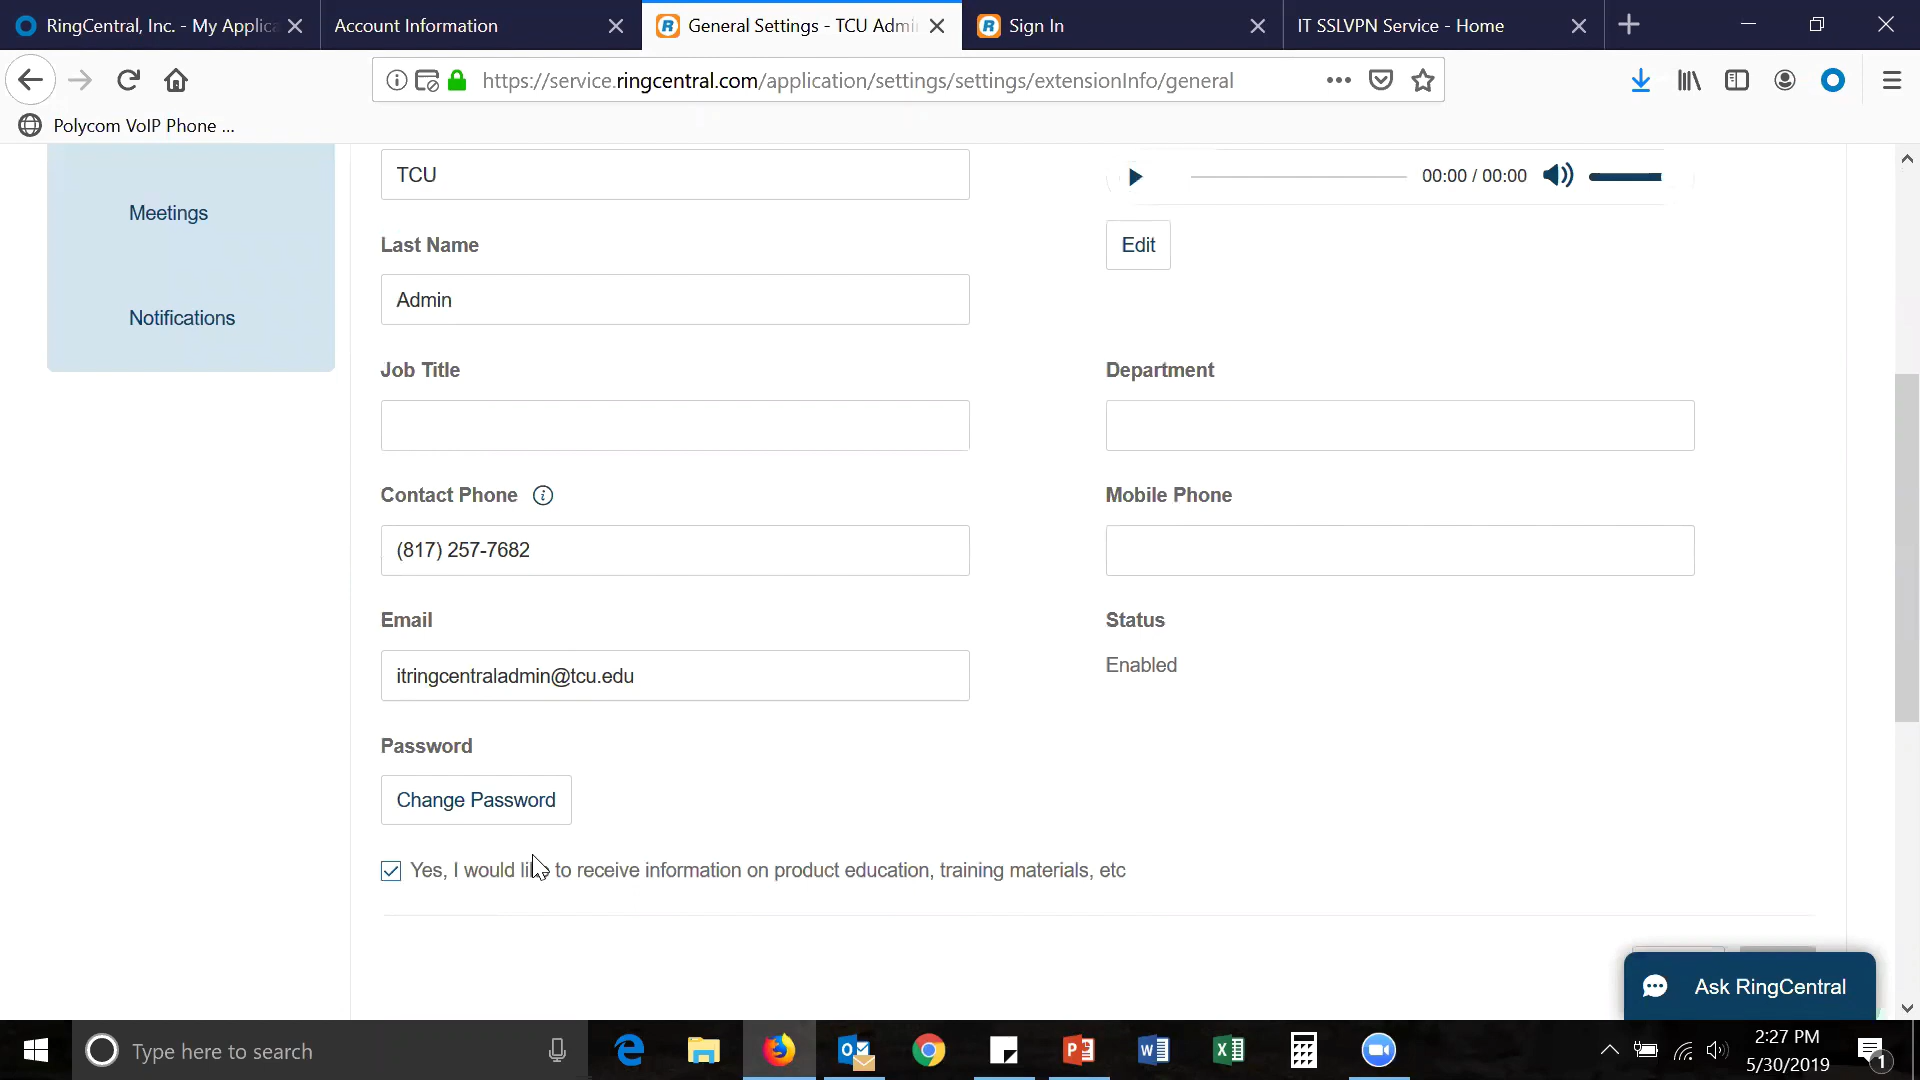 RingCentral, Inc. - My Applica
Account Information
General Settings - TCU Admi
Sign In
IT SSLVPN Service - Home
https://service.ringcentral.com/application/settings/settings/extensionInfo/general
Polycom VoIP Phone ...
Meetings
Notifications
TCU
00:00 / 00:00
Last Name
Edit
Admin
Job Title
Department
Contact Phone
Mobile Phone
(817) 257-7682
Email
Status
itringcentraladmin@tcu.edu
Enabled
Password
Change Password
Yes, I would like to receive information on product education, training materials, etc
Ask RingCentral
Type here to search
2:27 PM
5/30/2019
1